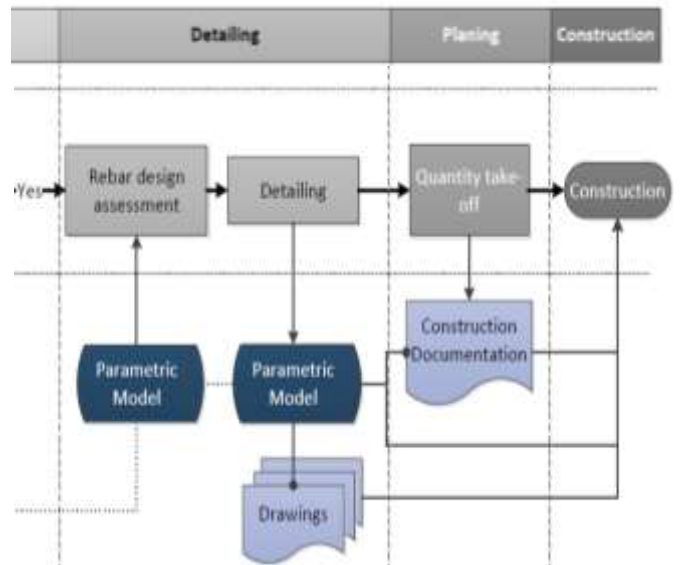 Detailing
Planing
Construction
Yes
Rebar design
assessment
Detailing
Quantity take-
off
Construction
Parametric
Model
Parametric
Model
Construction
Documentation
Drawings